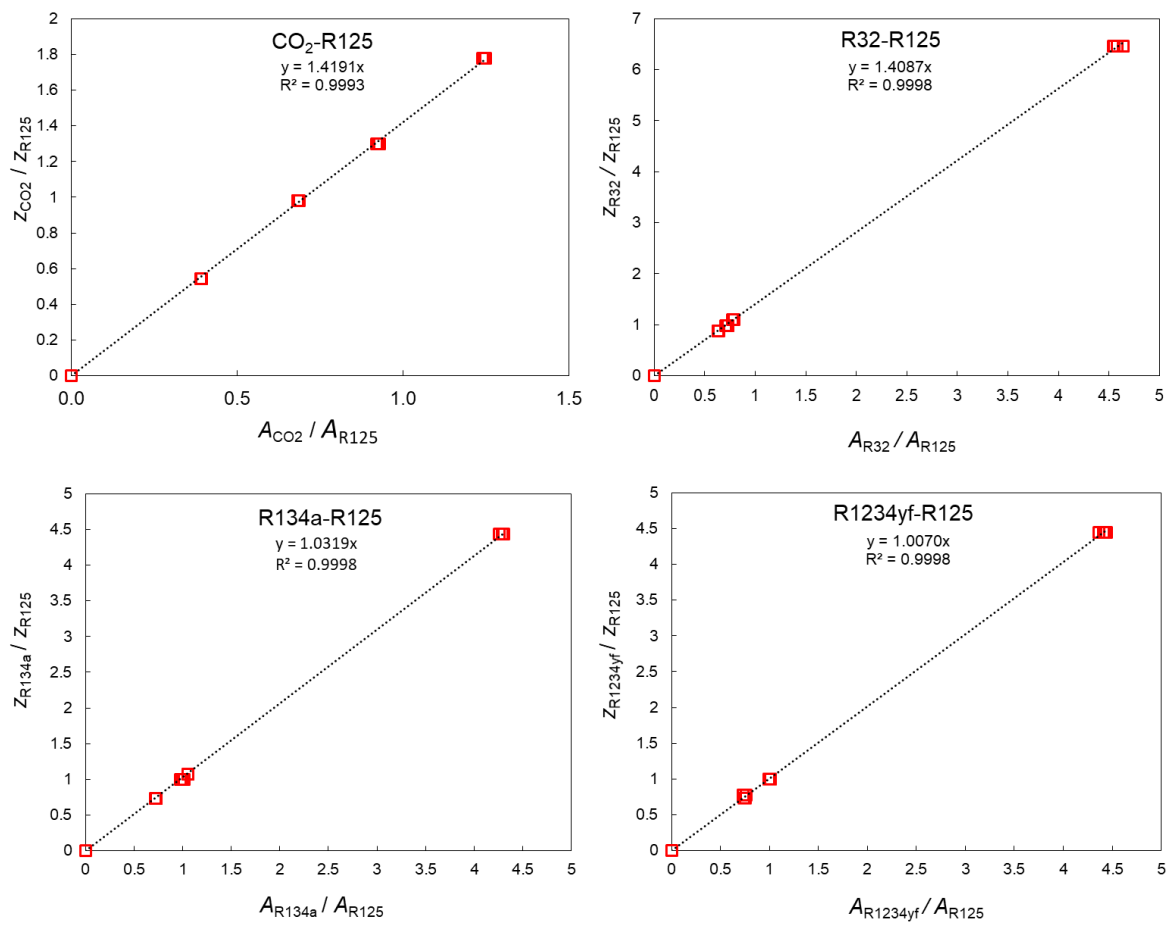 CO2-R125
y = 1.4191x
R² = 0.9993
2
1.8
1.6
1.4
1.2
1
0.8
0.6
0.4
0.2
0
zCO2 / zR125
0.0 0.5 1.0 1.5
ACO2 / AR125
R32-R125
y = 1.4087x
R² = 0.9998
7
6
5
4
3
2
1
0
zR32 / zR125
0 0.5 1 1.5 2 2.5 3 3.5 4 4.5 5
AR32 / AR125
R134a-R125
y = 1.0319x
R² = 0.9998
5
4.5
4
3.5
3
2.5
2
1.5
1
0.5
0
zR134a / zR125
0 0.5 1 1.5 2 2.5 3 3.5 4 4.5 5
AR134a / AR125
R1234yf-R125
y = 1.0070x
R² = 0.9998
5
4.5
4
3.5
3
2.5
2
1.5
1
0.5
0
zR1234yf / zR125
0 0.5 1 1.5 2 2.5 3 3.5 4 4.5 5
AR1234yf / AR125